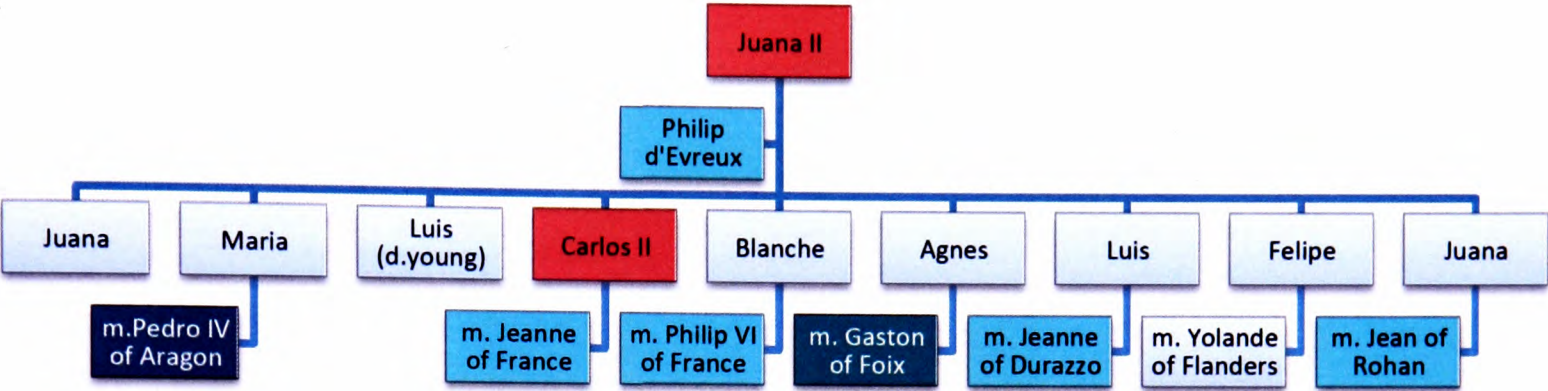 Juana II
Philip
d'Evreux
Juana
Maria
Luis
(d.young)
Carlos II
Blanche
Agnes
Luis
Felipe
Juana
m.Pedro IV
of Aragon
m. Jeanne
of France
m. Philip VI
of France
m. Gaston
of Foix
m. Jeanne
of Durazzo
m. Yolande
of Flanders
m. Jean of
Rohan